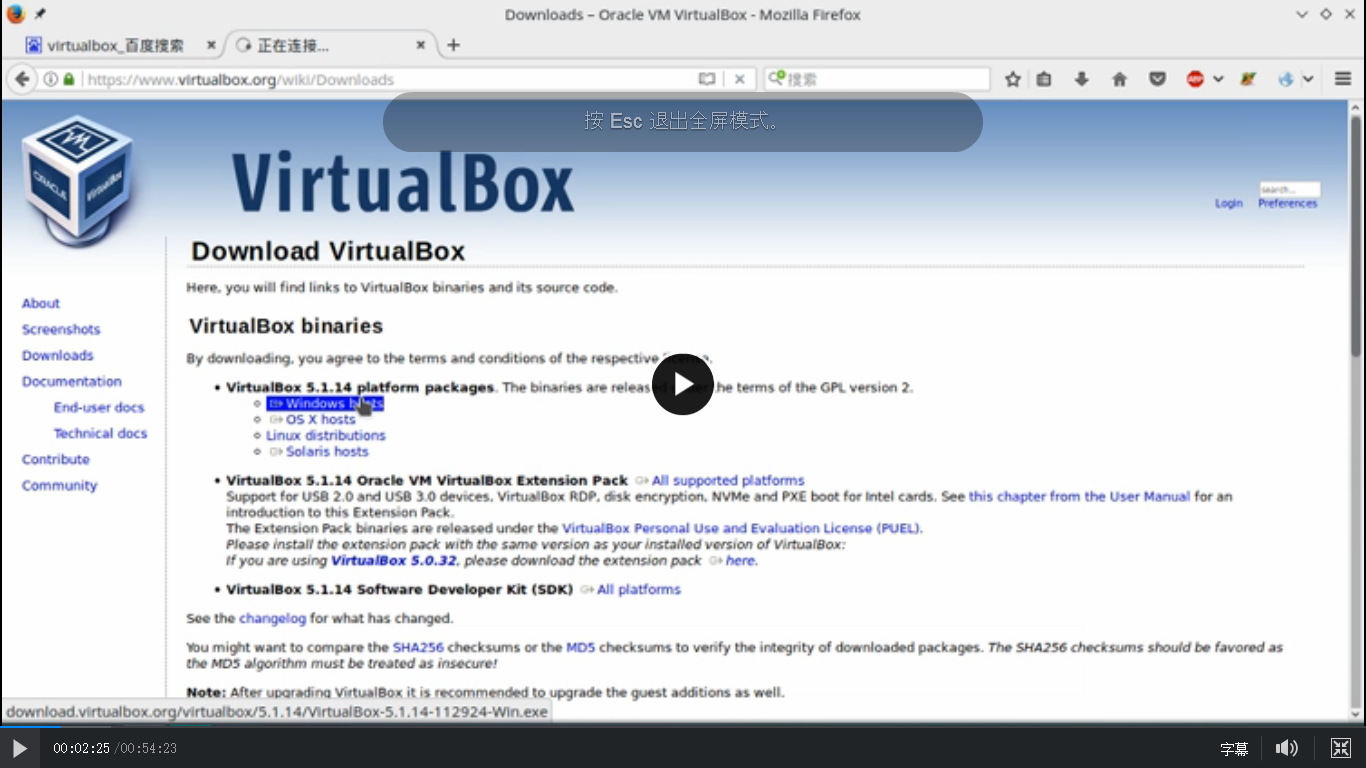 Downloads – Oracle VM VirtualBox - Mozilla Firefox
virtualbox_百度搜索
正在连接...
https://www.virtualbox.org/wiki/Downloads
搜索
ABP
按 Esc 退出全屏模式。
ORACLE
VirtualBox
VirtualBox
search...
Login Preferences
Download VirtualBox
Here, you will find links to VirtualBox binaries and its source code.
About
Screenshots
Downloads
Documentation
End-user docs
Technical docs
Contribute
Community
VirtualBox binaries
By downloading, you agree to the terms and conditions of the respective
• VirtualBox 5.1.14 platform packages. The binaries are released the terms of the GPL version 2.
Windows hosts
OS X hosts
Linux distributions
Solaris hosts
• VirtualBox 5.1.14 Oracle VM VirtualBox Extension Pack All supported platforms
Support for USB 2.0 and USB 3.0 devices, VirtualBox RDP, disk encryption, NVMe and PXE boot for Intel cards. See this chapter from the User Manual for an
introduction to this Extension Pack.
The Extension Pack binaries are released under the VirtualBox Personal Use and Evaluation License (PUEL).
Please install the extension pack with the same version as your installed version of VirtualBox:
If you are using VirtualBox 5.0.32, please download the extension pack here.
• VirtualBox 5.1.14 Software Developer Kit (SDK) All platforms
See the changelog for what has changed.
You might want to compare the SHA256 checksums or the MD5 checksums to verify the integrity of downloaded packages. The SHA256 checksums should be favored as
the MD5 algorithm must be treated as insecure!
Note: After upgrading VirtualBox it is recommended to upgrade the guest additions as well.
download.virtualbox.org/virtualbox/5.1.14/VirtualBox-5.1.14-112924-Win.exe
00:02:25 /00:54:23
字幕